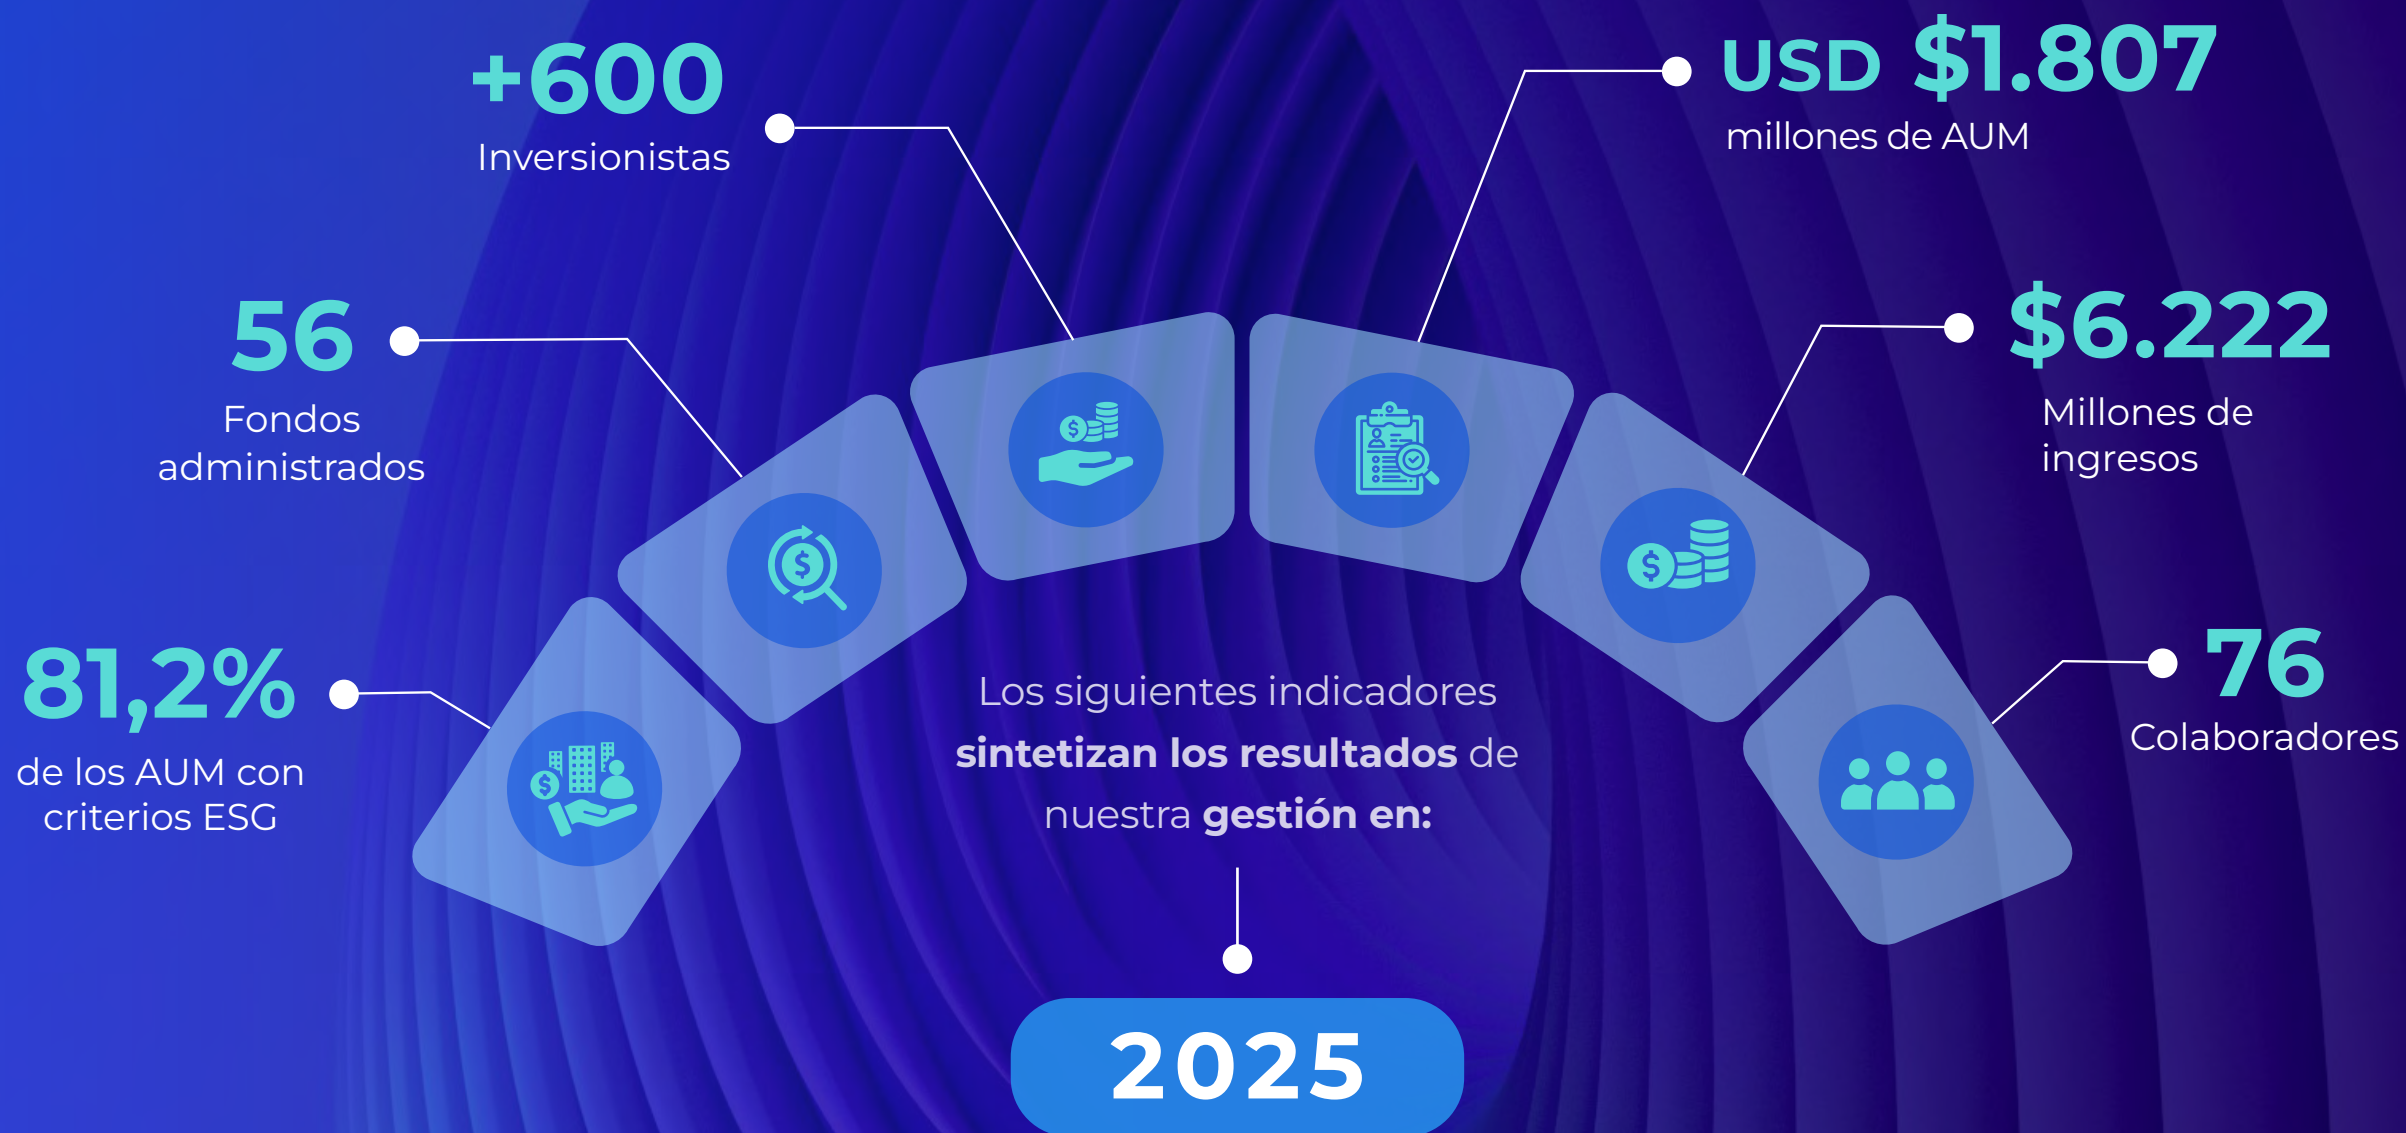 +600
Inversionistas
USD $1.807
millones de AUM
56
Fondos
administrados
$6.222
Millones de
ingresos
81,2%
de los AUM con
criterios ESG
76
Colaboradores
Los siguientes indicadores
sintetizan los resultados de
nuestra gestión en:
2025